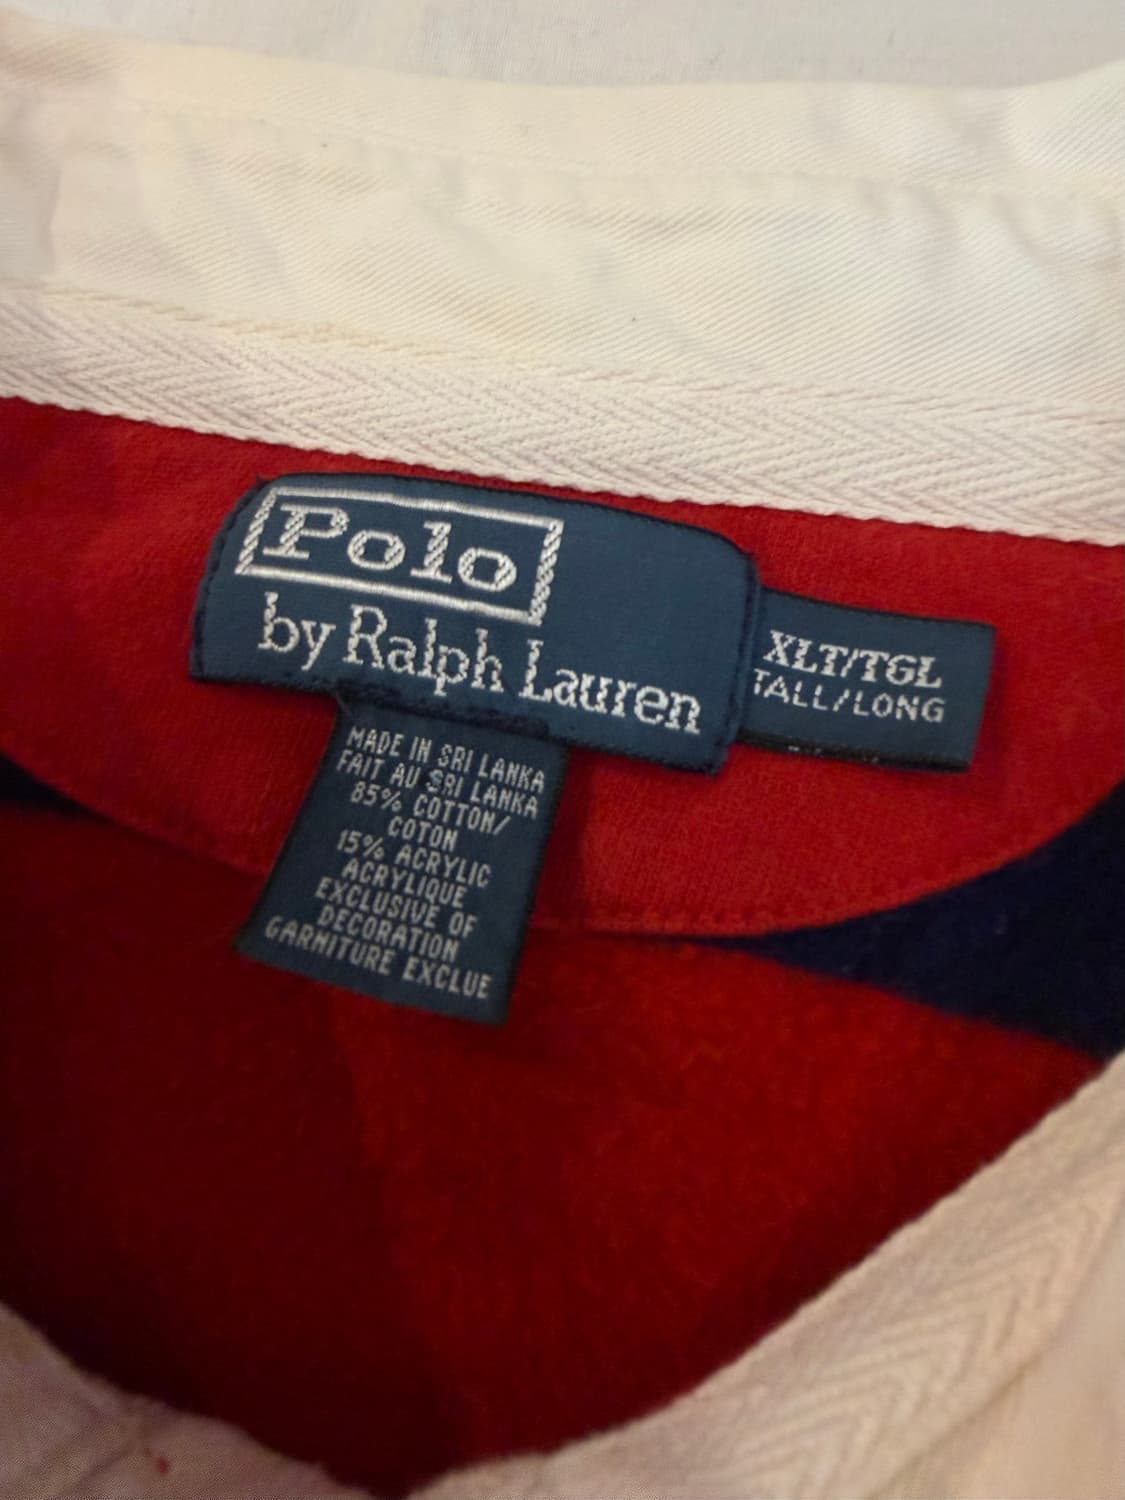 Polo
by Ralph Lauren
XLT/TGL
TALL/LONG
MADE IN SRI LANKA
FAIT AU SRI LANKA
85% COTTON/
COTON
15% ACRYLIC
ACRYLIQUE
EXCLUSIVE OF
DECORATION
GARNITURE EXCLUE